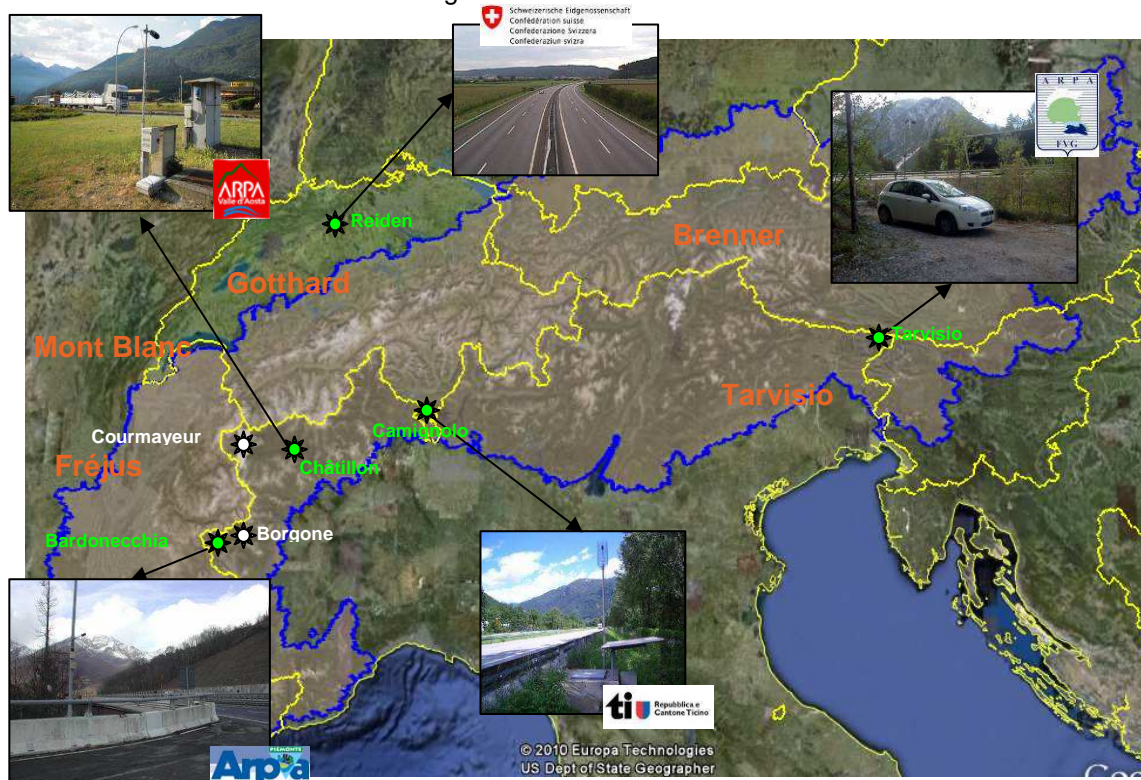 Schweizerische Eidgenossenschaft
Confédération suisse
Confederazione Svizzera
Confederaziun svizra
ARPA
Valle d'Aosta
A R P A
FVG
Reiden
Brenner
Gotthard
Mont Blanc
Tarvisio
Tarvisio
Camignolo
Courmayeur
Châtillon
Fréjus
Borgone
Bardonecchia
ti
Repubblica e
Cantone Ticino
PIEMONTE
Arpa
© 2010 Europa Technologies
US Dept of State Geographer